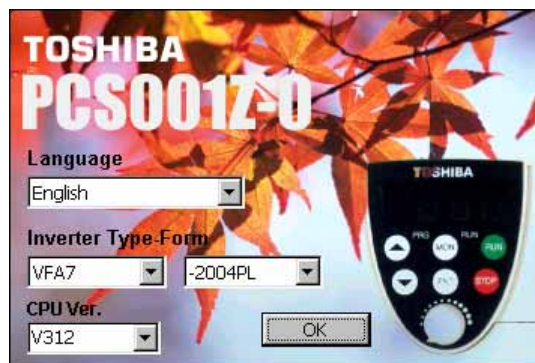 TOSHIBA
PCS001Z-0
Language
English
TOSHIBA
Inverter Type-Form
PRG RUN
MON RUN
VFA7 -2004PL
STOP
CPU Ver.
V312 OK